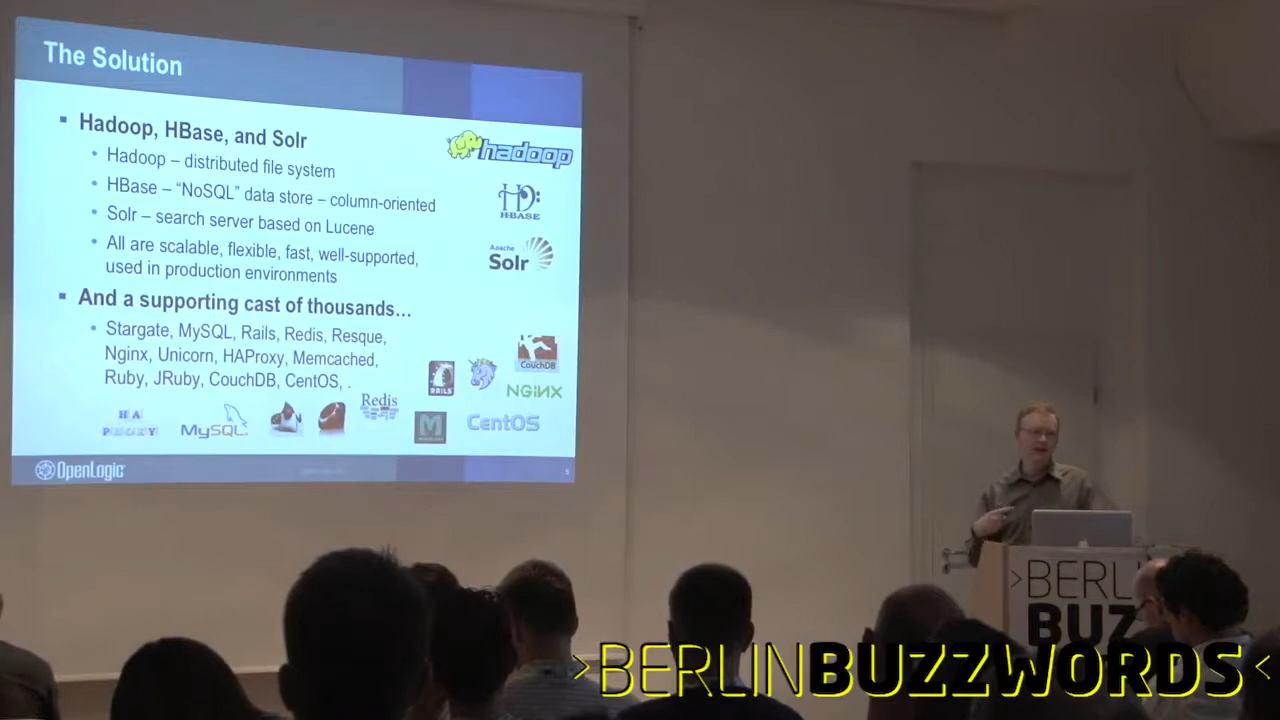 The Solution
Hadoop, HBase, and Solr
Hadoop – distributed file system
HBase – “NoSQL” data store – column-oriented
Solr – search server based on Lucene
All are scalable, flexible, fast, well-supported,
used in production environments
And a supporting cast of thousands…
Stargate, MySQL, Rails, Redis, Resque,
Nginx, Unicorn, HAProxy, Memcached,
Ruby, JRuby, CouchDB, CentOS, .
hadoop
H-BASE
Apache
Solr
CouchDB
RAILS
NGINX
Redis
HA
PROXY
MySQL
M
CentOS
OpenLogic
5
>BERL
BUZ
>BERLINBUZZWORDS<